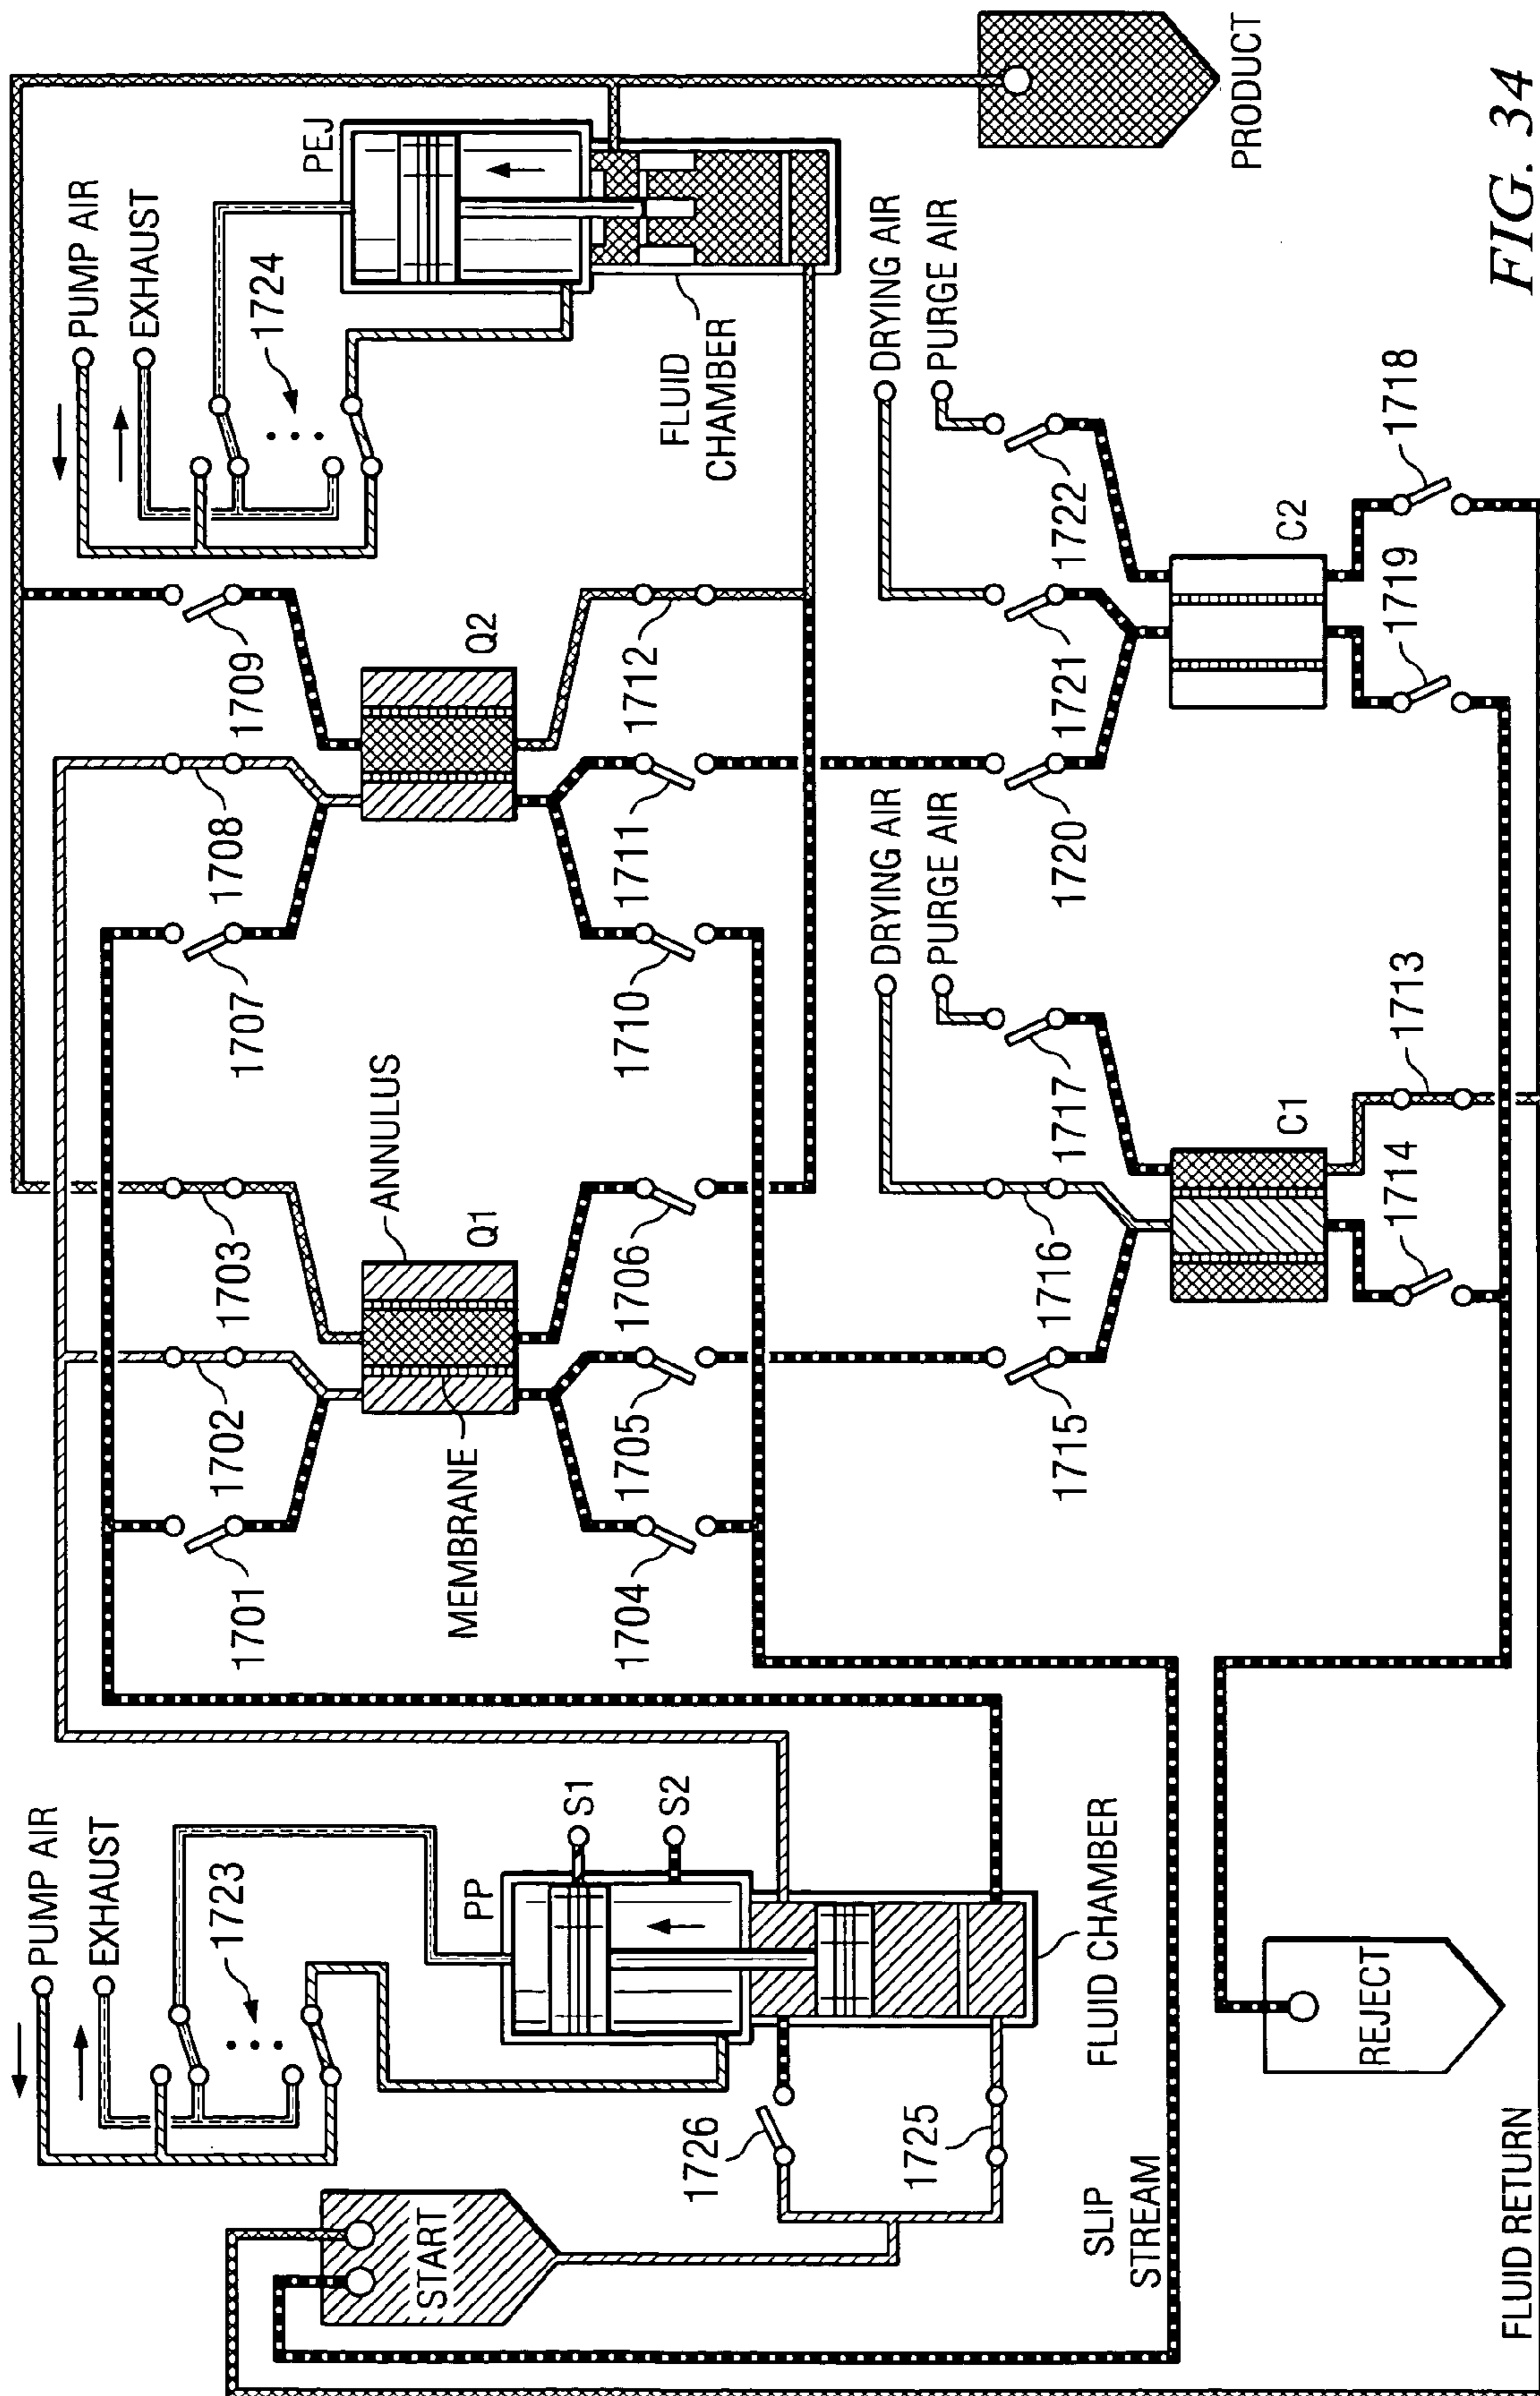 PUMP AIR
EXHAUST
1723
PP
S1
S2
START
1726
1725
FLUID CHAMBER
SLIP
STREAM
REJECT
FLUID RETURN
1701
1702
1703
MEMBRANE
ANNULUS
Q1
1704
1705
1706
1707
1708
1709
Q2
1710
1711
1712
PUMP AIR
EXHAUST
1724
PEJ
FLUID
CHAMBER
PRODUCT
DRYING AIR
PURGE AIR
1715
1716
1717
C1
1714
1713
DRYING AIR
PURGE AIR
1720
1721
1722
C2
1719
1718
FIG. 34